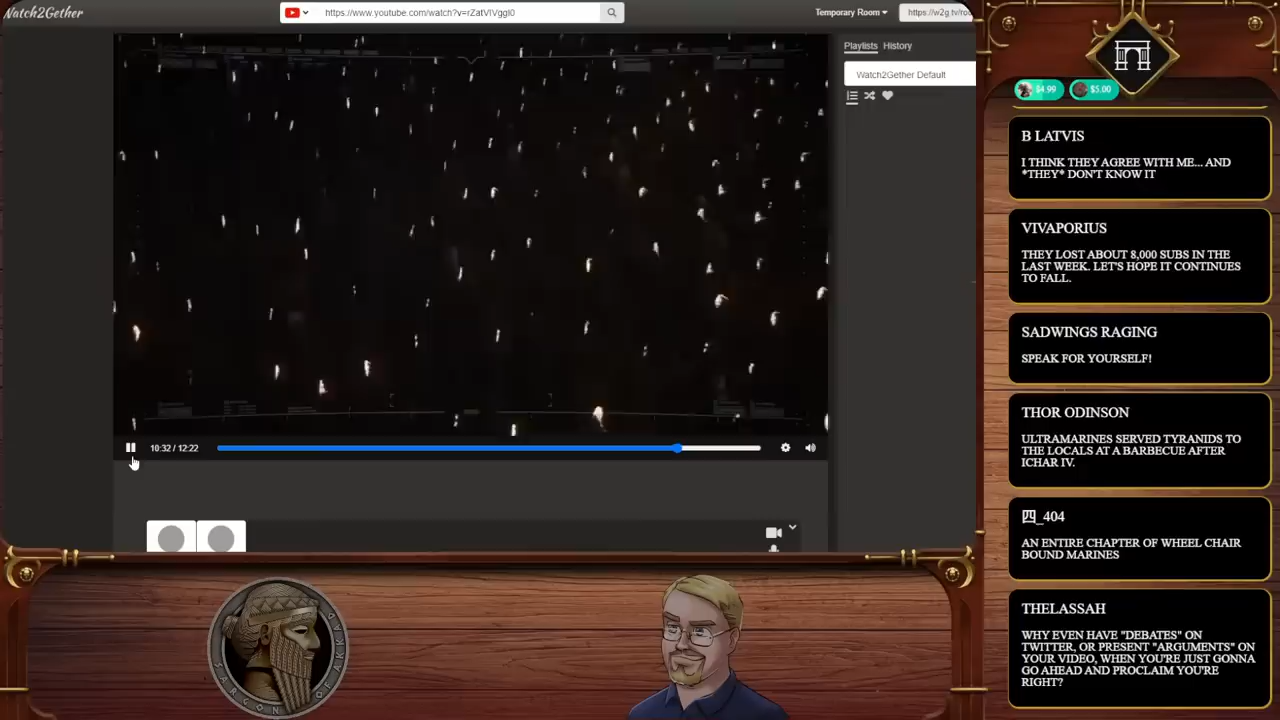 Watch2Gether
https://www.youtube.com/watch?v=rZatVIVggI0
Temporary Room
https://w2g.tv/roo
Playlists History
Watch2Gether Default
10:32 / 12:22
$4.99 $5.00
B LATVIS
I THINK THEY AGREE WITH ME... AND
*THEY* DON'T KNOW IT
VIVAPORIUS
THEY LOST ABOUT 8,000 SUBS IN THE
LAST WEEK. LET'S HOPE IT CONTINUES
TO FALL.
SADWINGS RAGING
SPEAK FOR YOURSELF!
THOR ODINSON
ULTRAMARINES SERVED TYRANIDS TO
THE LOCALS AT A BARBECUE AFTER
ICHAR IV.
四_404
AN ENTIRE CHAPTER OF WHEEL CHAIR
BOUND MARINES
THELASSAH
WHY EVEN HAVE "DEBATES" ON
TWITTER, OR PRESENT "ARGUMENTS" ON
YOUR VIDEO, WHEN YOU'RE JUST GONNA
GO AHEAD AND PROCLAIM YOU'RE
RIGHT?
SARGON OF AKKAD